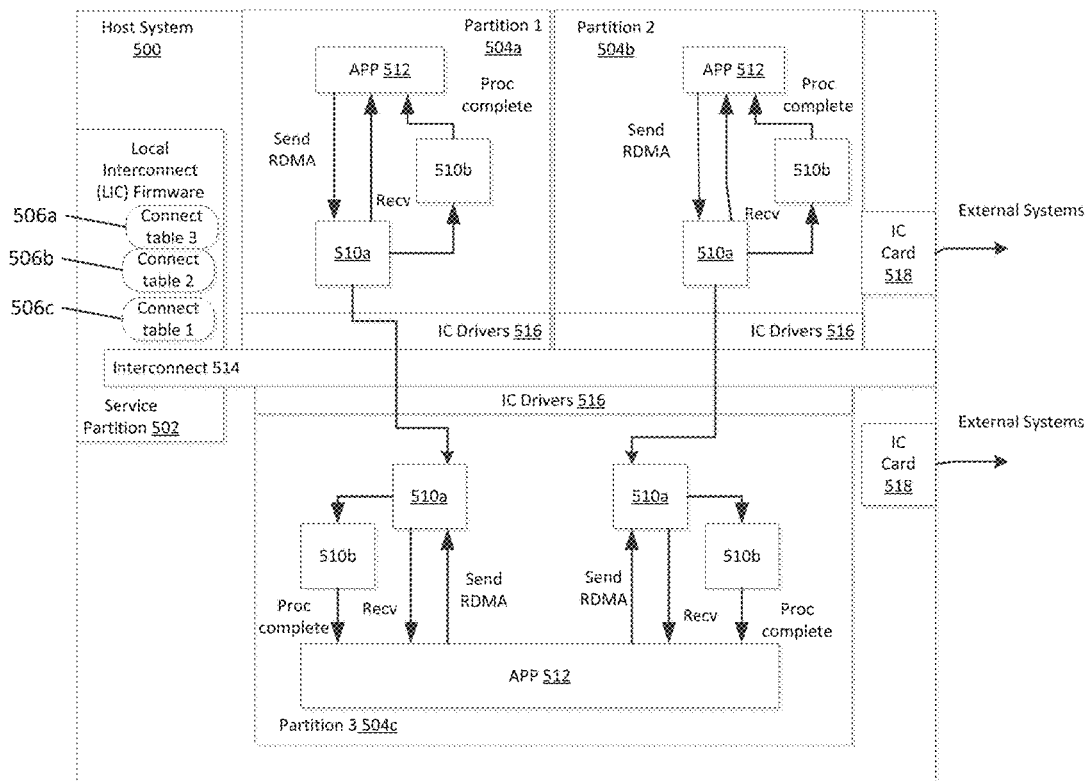 Host System
500
Partition 1
504a
Partition 2
504b
APP 512
Proc
complete
Send
RDMA
510b
Recv
510a
APP 512
Proc
complete
Send
RDMA
510b
Recv
510a
Local
Interconnect
(LIC) Firmware
506a
Connect
table 3
506b
Connect
table 2
506c
Connect
table 1
IC
Card
518
External Systems
IC Drivers 516
IC Drivers 516
Interconnect 514
IC Drivers 516
Service
Partition 502
External Systems
IC
Card
518
510a
510a
510b
510b
Send
RDMA
Send
RDMA
Proc
complete
Recv
Recv
Proc
complete
APP 512
Partition 3 504c